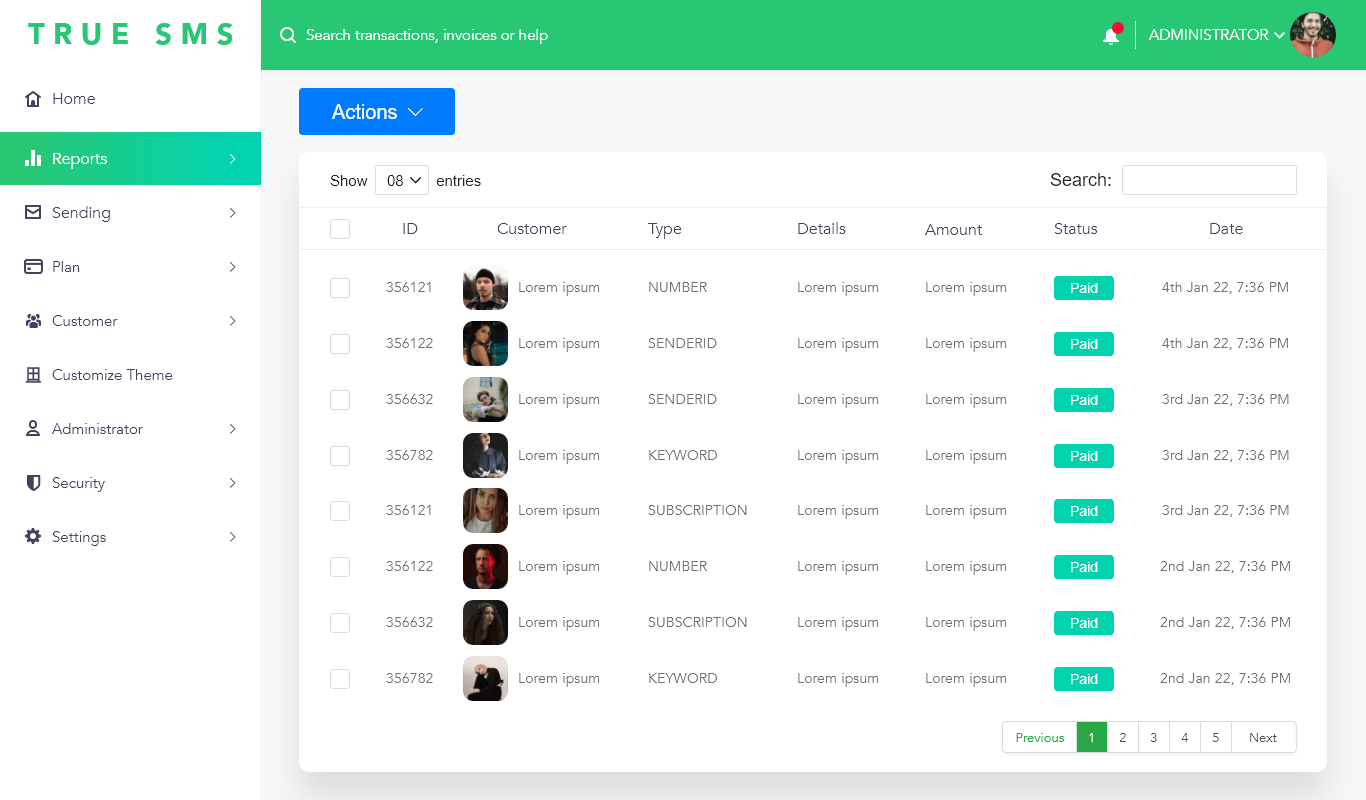 TRUE SMS
Search transactions, invoices or help
ADMINISTRATOR
Home
Reports
Sending
Plan
Customer
Customize Theme
Administrator
Security
Settings
Actions
Show 08 entries
Search:
ID Customer Type Details Amount Status Date
356121 Lorem ipsum NUMBER Lorem ipsum Lorem ipsum Paid 4th Jan 22, 7:36 PM
356122 Lorem ipsum SENDERID Lorem ipsum Lorem ipsum Paid 4th Jan 22, 7:36 PM
356632 Lorem ipsum SENDERID Lorem ipsum Lorem ipsum Paid 3rd Jan 22, 7:36 PM
356782 Lorem ipsum KEYWORD Lorem ipsum Lorem ipsum Paid 3rd Jan 22, 7:36 PM
356121 Lorem ipsum SUBSCRIPTION Lorem ipsum Lorem ipsum Paid 3rd Jan 22, 7:36 PM
356122 Lorem ipsum NUMBER Lorem ipsum Lorem ipsum Paid 2nd Jan 22, 7:36 PM
356632 Lorem ipsum SUBSCRIPTION Lorem ipsum Lorem ipsum Paid 2nd Jan 22, 7:36 PM
356782 Lorem ipsum KEYWORD Lorem ipsum Lorem ipsum Paid 2nd Jan 22, 7:36 PM
Previous 1 2 3 4 5 Next